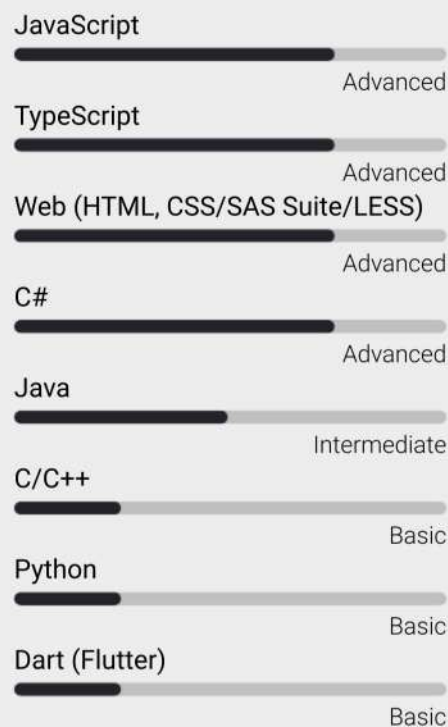 JavaScript
Advanced
TypeScript
Advanced
Web (HTML, CSS/SAS Suite/LESS)
Advanced
C#
Advanced
Java
Intermediate
C/C++
Basic
Python
Basic
Dart (Flutter)
Basic